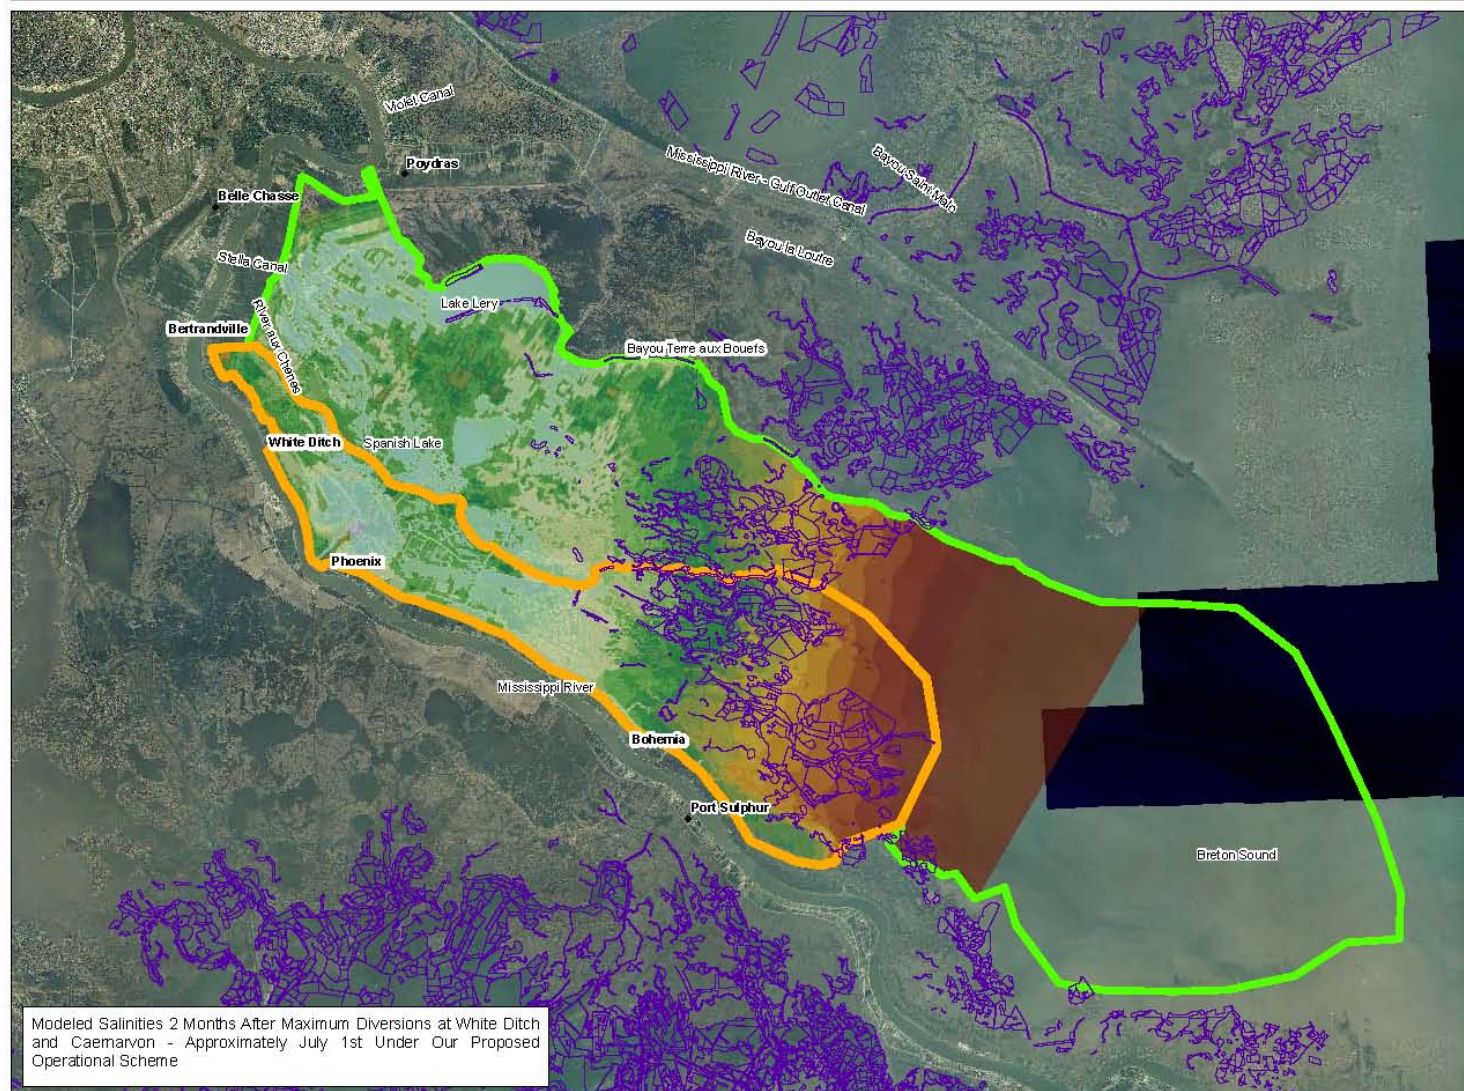 Violet Canal
Poydras
Mississippi River - Gulf Outlet Canal
Bayou Saint Malo
Belle Chasse
Bayou la Loutre
Stella Canal
Lake Lery
River aux Chenes
Bertrandville
Bayou Terre aux Bouefs
White Ditch
Spanish Lake
Phoenix
Mississippi River
Bohemia
Port Sulphur
Breton Sound
Modeled Salinities 2 Months After Maximum Diversions at White Ditch
and Caernarvon - Approximately July 1st Under Our Proposed
Operational Scheme